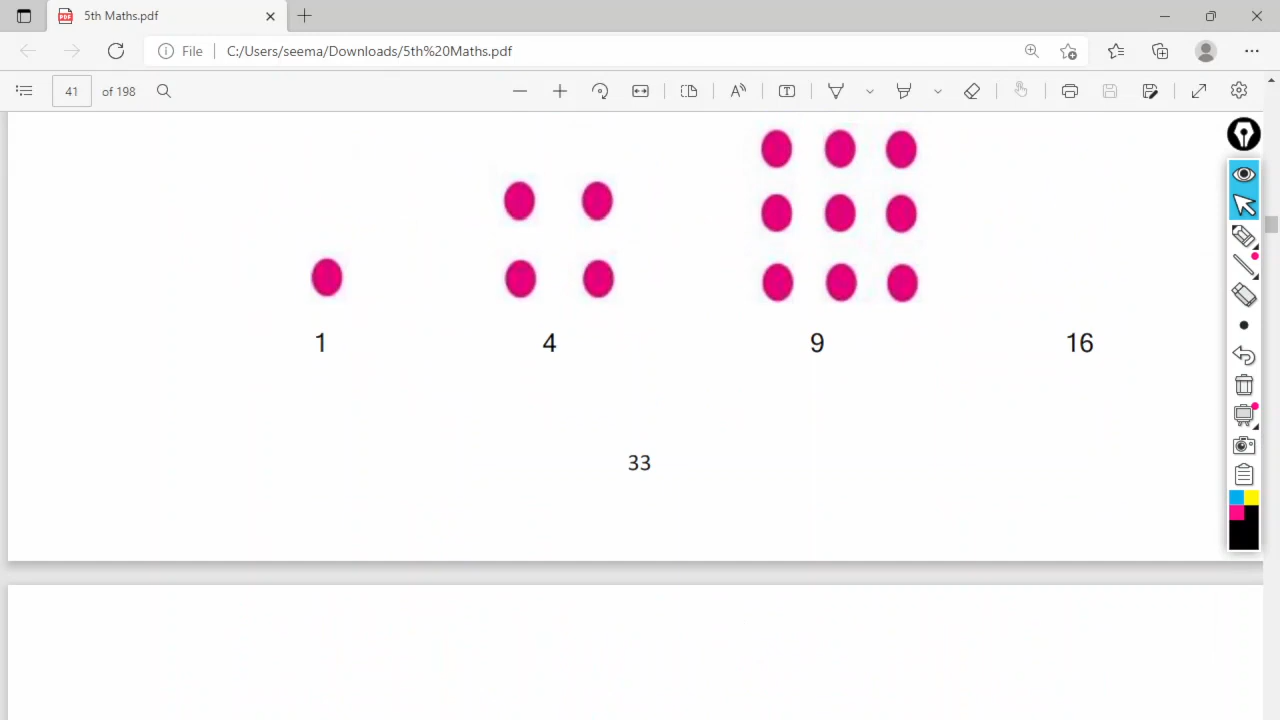 5th Maths.pdf
File | C:/Users/seema/Downloads/5th%20Maths.pdf
41 of 198
1 4 9 16
33